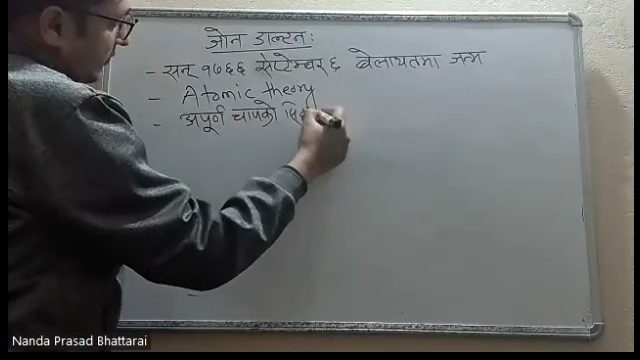 जोन डाल्टन:
- सन् १७६६ सेप्टेम्बर ६ बेलायतमा जन्म
- Atomic theory
- अपूर्ण चापको
Nanda Prasad Bhattarai